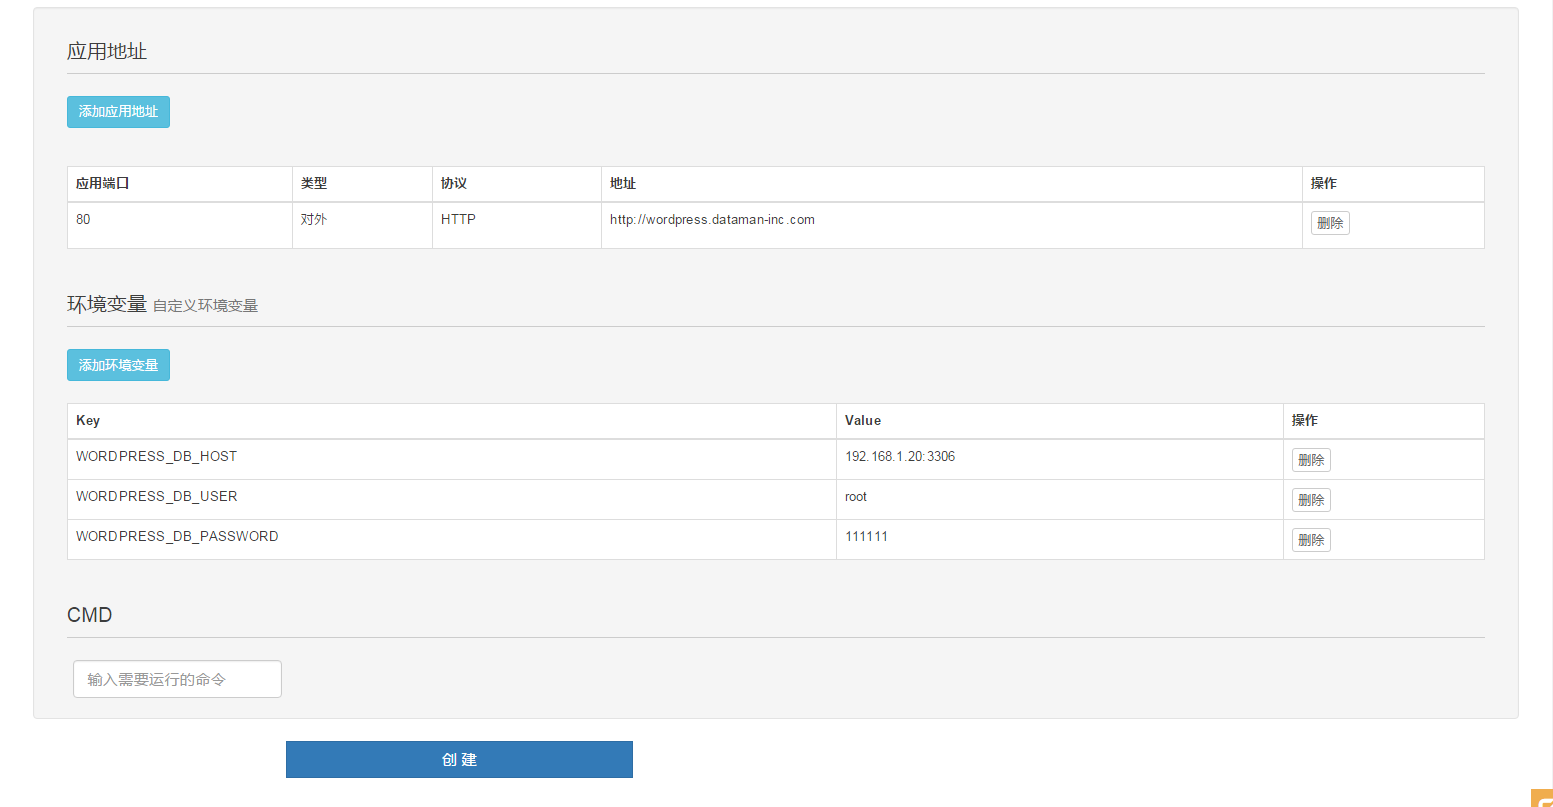 应用地址
添加应用地址
应用端口 类型 协议 地址 操作
80 对外 HTTP http://wordpress.dataman-inc.com 删除
环境变量 自定义环境变量
添加环境变量
Key Value 操作
WORDPRESS_DB_HOST 192.168.1.20:3306 删除
WORDPRESS_DB_USER root 删除
WORDPRESS_DB_PASSWORD 111111 删除
CMD
输入需要运行的命令
创 建